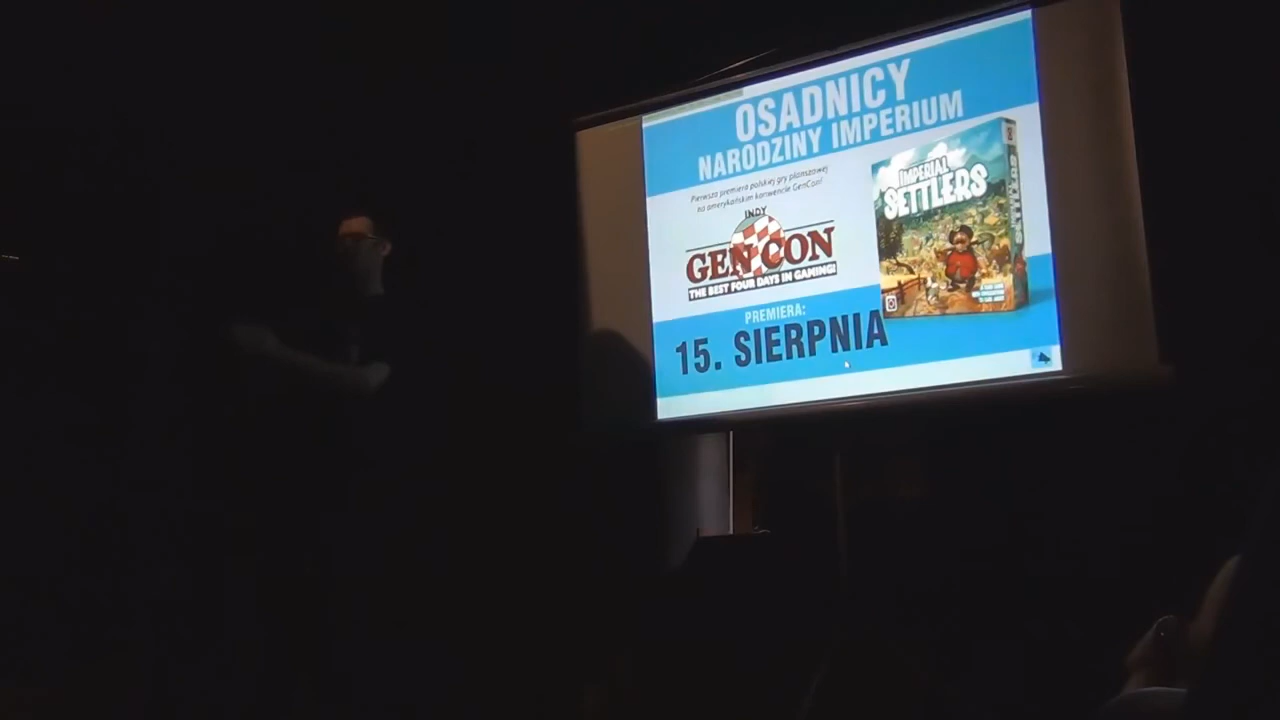 OSADNICY
NARODZINY IMPERIUM
Pierwsza premiera polskiej gry planszowej
na amerykańskim konwencie GenCon!
INDY
GEN CON
THE BEST FOUR DAYS IN GAMING!
PREMIERA:
15. SIERPNIA
IMPERIAL
SETTLERS
SETTLERS